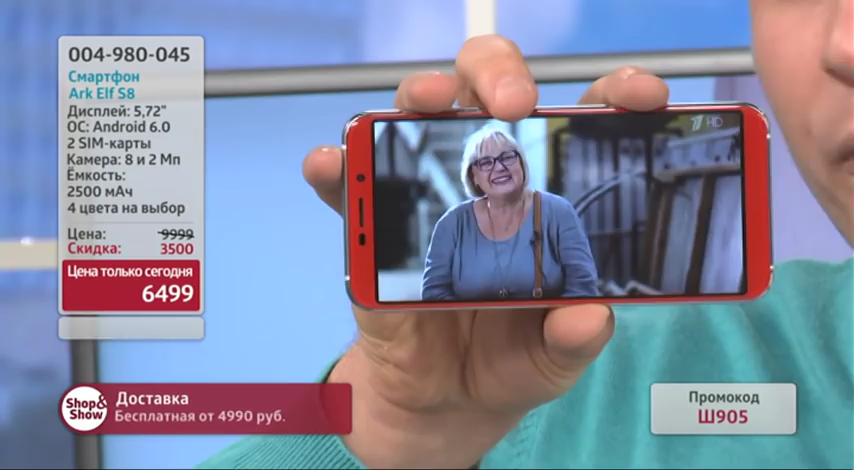 004-980-045
Смартфон
Ark Elf S8
Дисплей: 5,72"
ОС: Android 6.0
2 SIM-карты
Камера: 8 и 2 Мп
Ёмкость:
2500 мАч
4 цвета на выбор
Цена: 9999
Скидка: 3500
Цена только сегодня
6499
HD
Shop&
Show
Доставка
Бесплатная от 4990 руб.
Промокод
Ш905